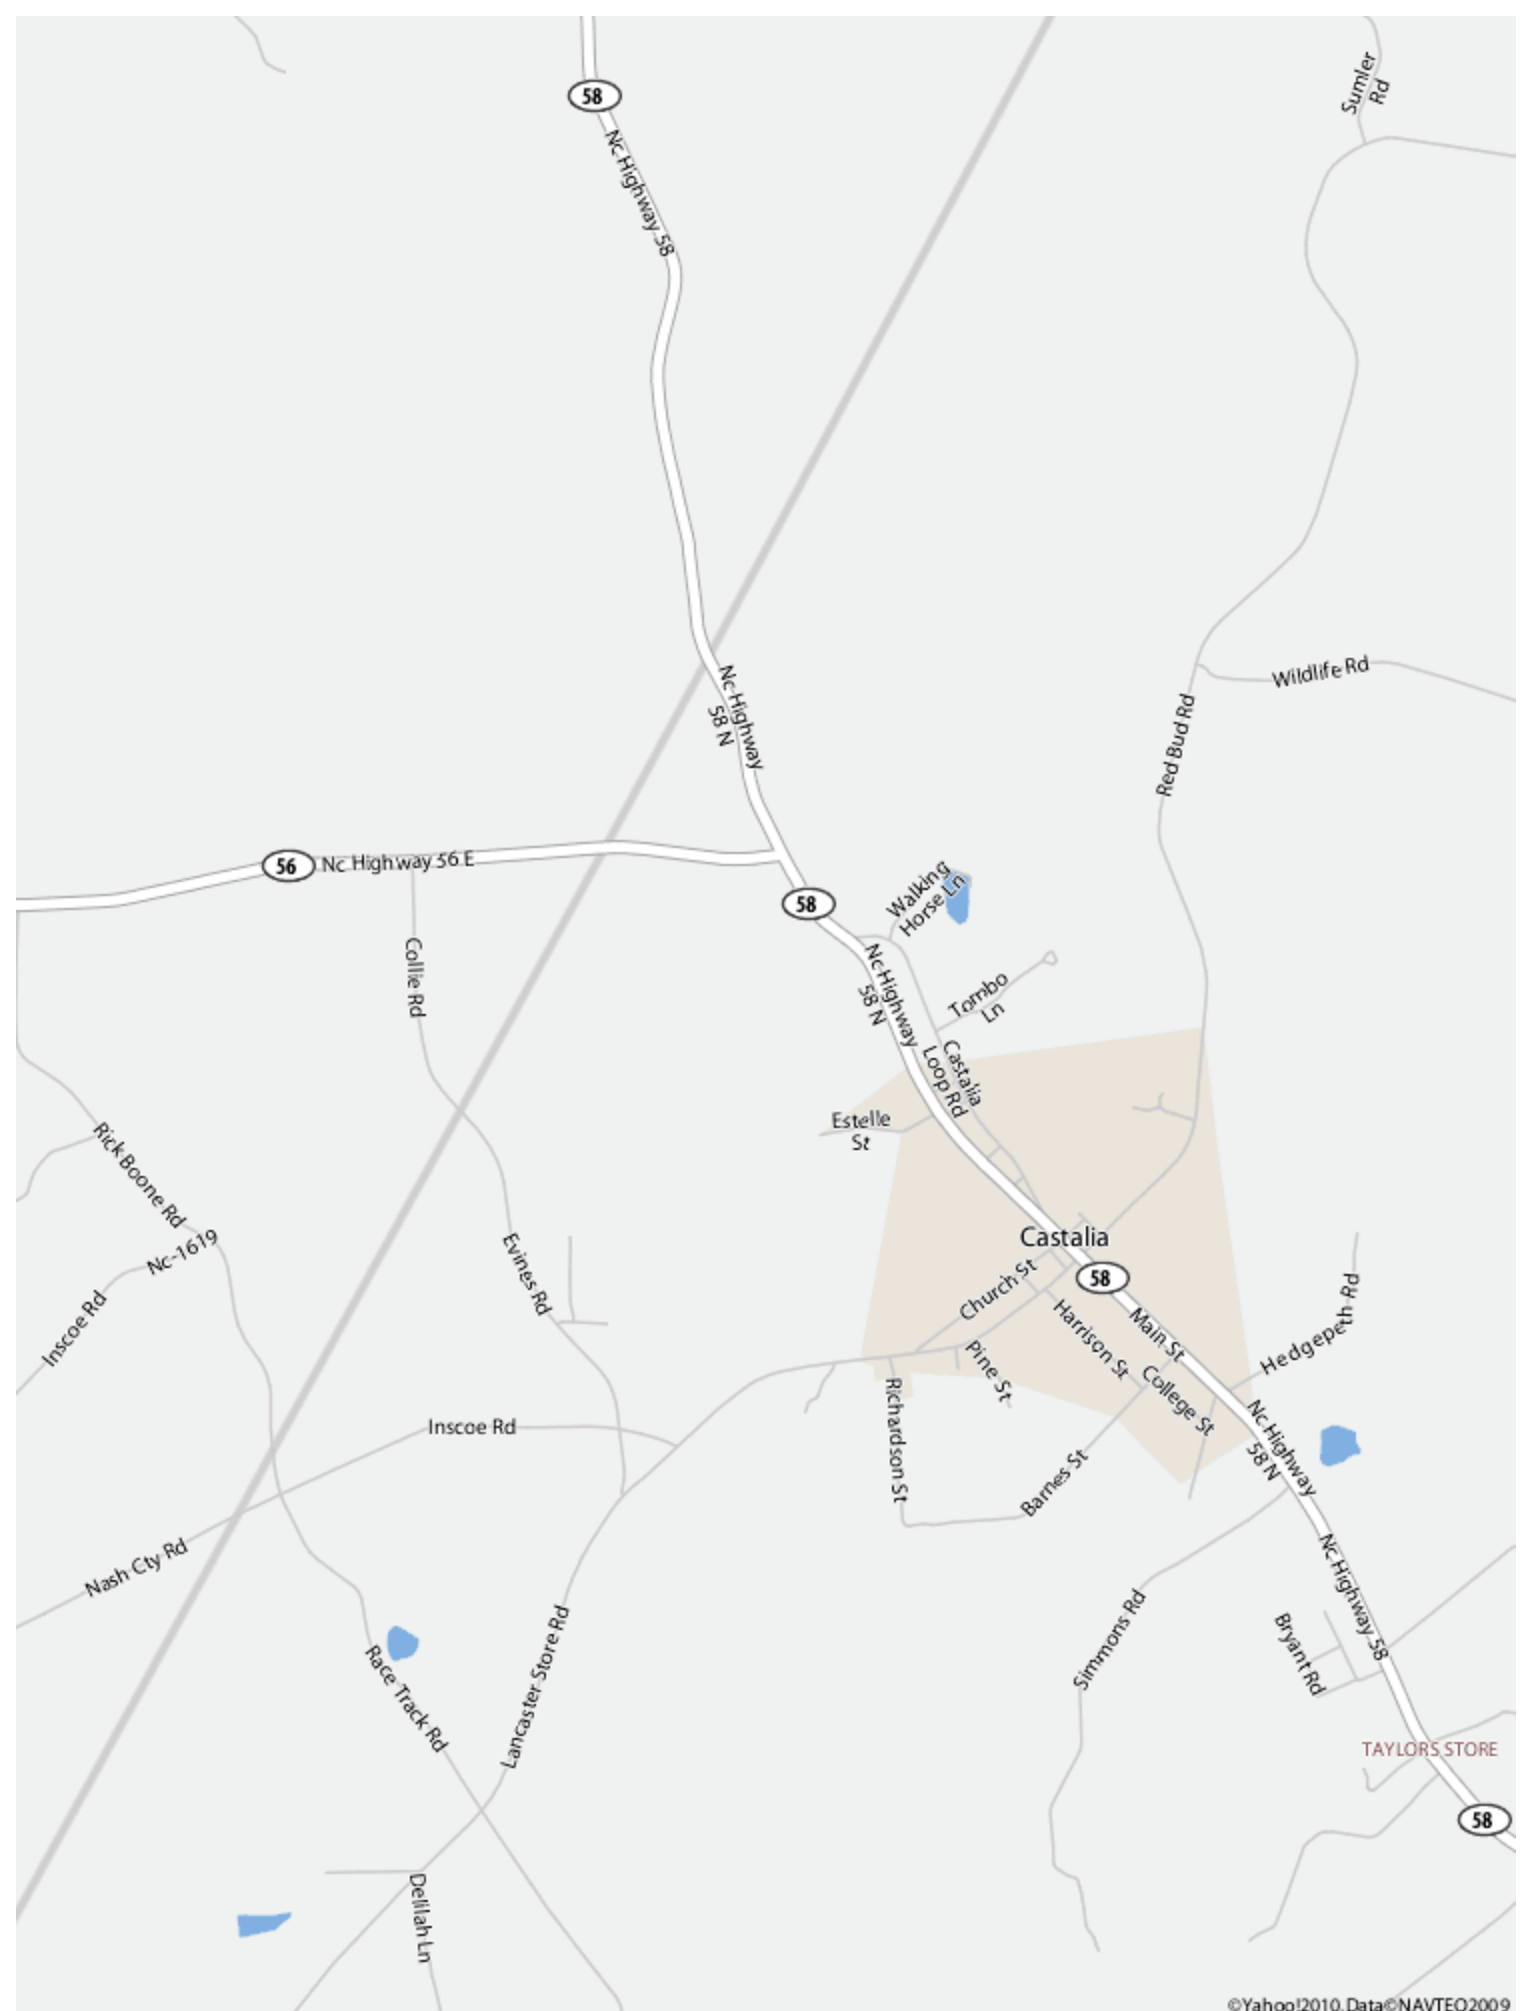 Sumler
Rd
58
Nc Highway 58
Nc Highway
58 N
Wildlife Rd
Red Bud Rd
56
Nc Highway 56 E
58
Walking
Horse Ln
Collie Rd
Nc Highway
58 N
Tombo
Ln
Castalia
Loop Rd
Estelle
St
Rick Boone Rd
Nc-1619
Inscoe Rd
Evines Rd
Castalia
58
Church St
Main St
Harrison St
Hedgepeth Rd
Pine St
College St
Richardson St
Inscoe Rd
Nc Highway
58 N
Barnes St
Nash Cty Rd
Nc Highway 58
Simmons Rd
Bryant Rd
Lancaster Store Rd
Race Track Rd
TAYLORS STORE
58
Delilah Ln
©Yahoo!2010, Data©NAVTEQ2009